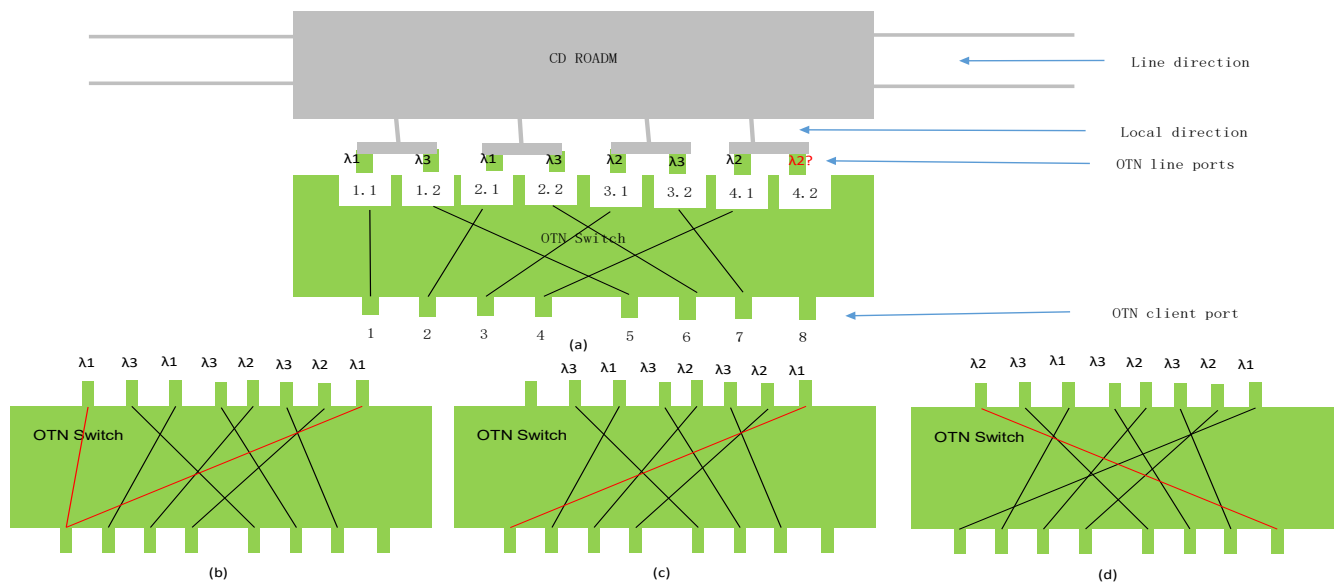 CD ROADM
Line direction
Local direction
λ1 λ3 λ1 λ3 λ2 λ3 λ2 λ2?
OTN line ports
1.1 1.2 2.1 2.2 3.1 3.2 4.1 4.2
OTN Switch
OTN client port
1 2 3 4 5 6 7 8
(a)
λ1 λ3 λ1 λ3 λ2 λ3 λ2 λ1
OTN Switch
(b)
λ3 λ1 λ3 λ2 λ3 λ2 λ1
OTN Switch
(c)
λ2 λ3 λ1 λ3 λ2 λ3 λ2 λ1
OTN Switch
(d)